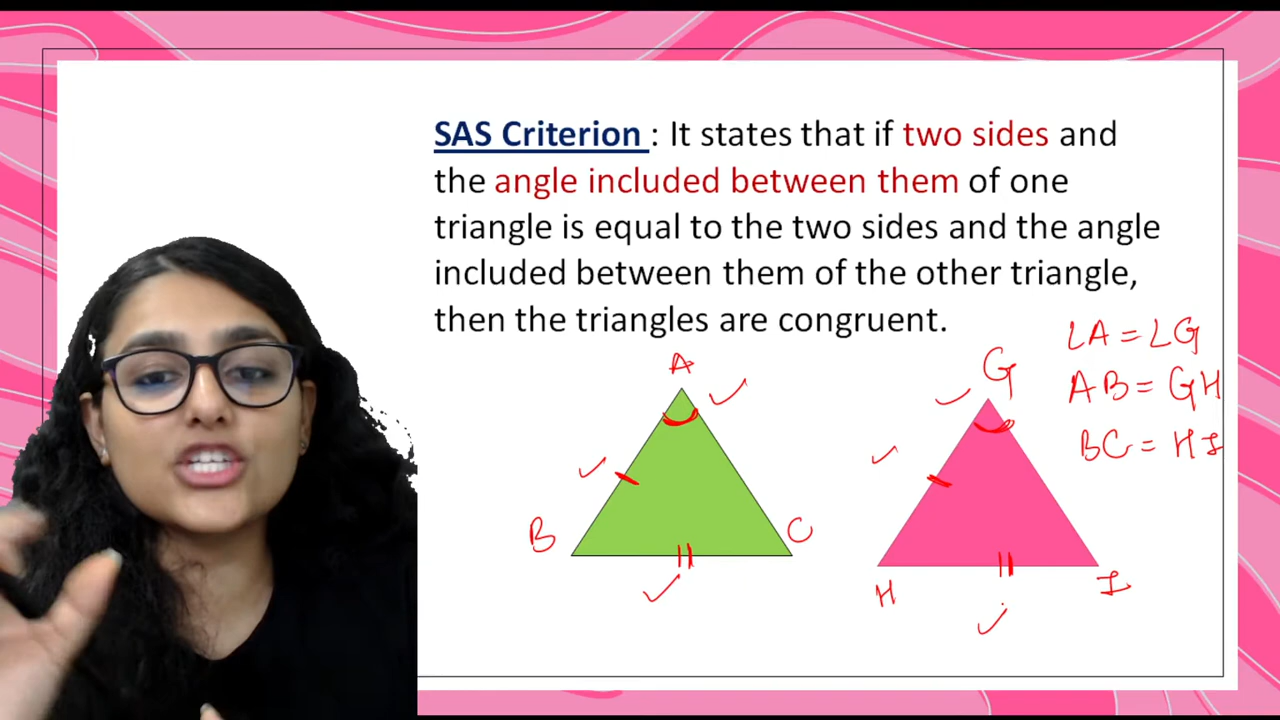 SAS Criterion : It states that if two sides and
the angle included between them of one
triangle is equal to the two sides and the angle
included between them of the other triangle,
then the triangles are congruent.
∠A = ∠G
AB = GH
BC = HI
A
G
B
C
H
I